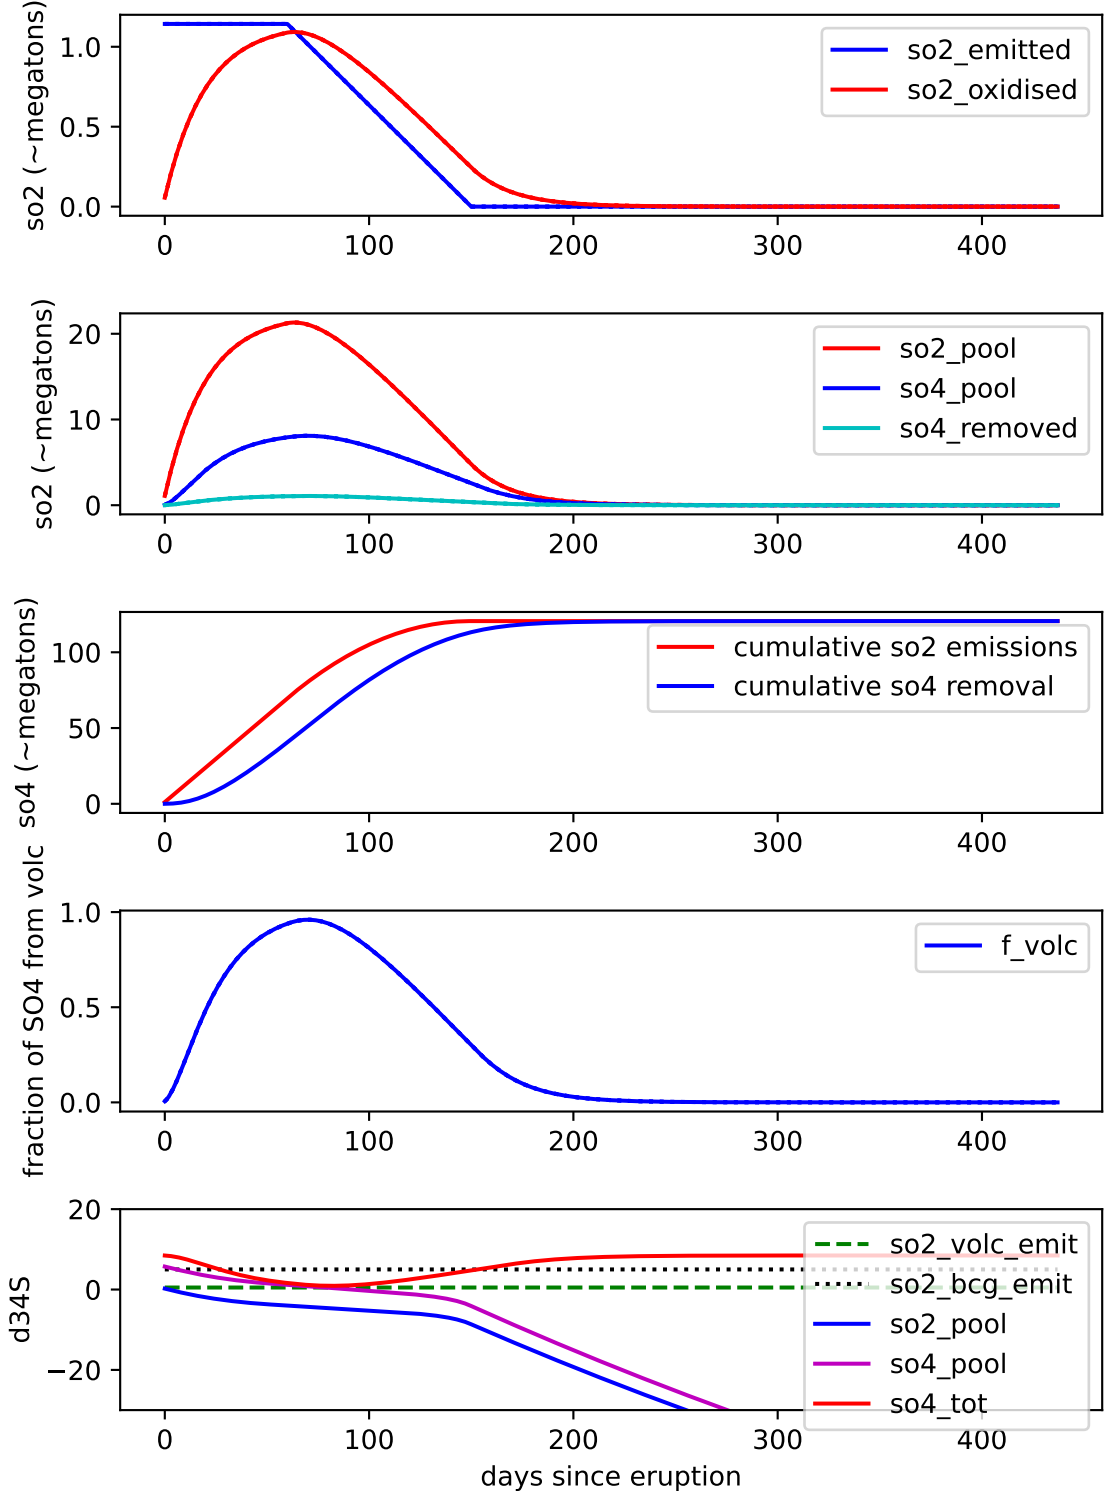 so2 (~megatons)
1.0
0.5
0.0
so2_emitted
so2_oxidised
0 100 200 300 400
so2 (~megatons)
20
10
0
so2_pool
so4_pool
so4_removed
0 100 200 300 400
so4 (~megatons)
100
50
0
cumulative so2 emissions
cumulative so4 removal
0 100 200 300 400
fraction of SO4 from volc
1.0
0.5
0.0
f_volc
0 100 200 300 400
d34S
20
0
−20
so2_volc_emit
so2_bcg_emit
so2_pool
so4_pool
so4_tot
0 100 200 300 400
days since eruption